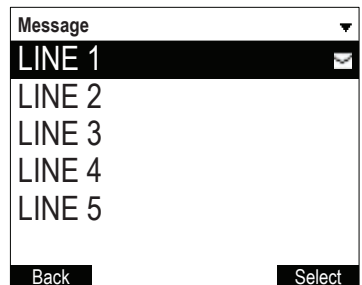 Message
LINE 1
LINE 2
LINE 3
LINE 4
LINE 5
Back Select